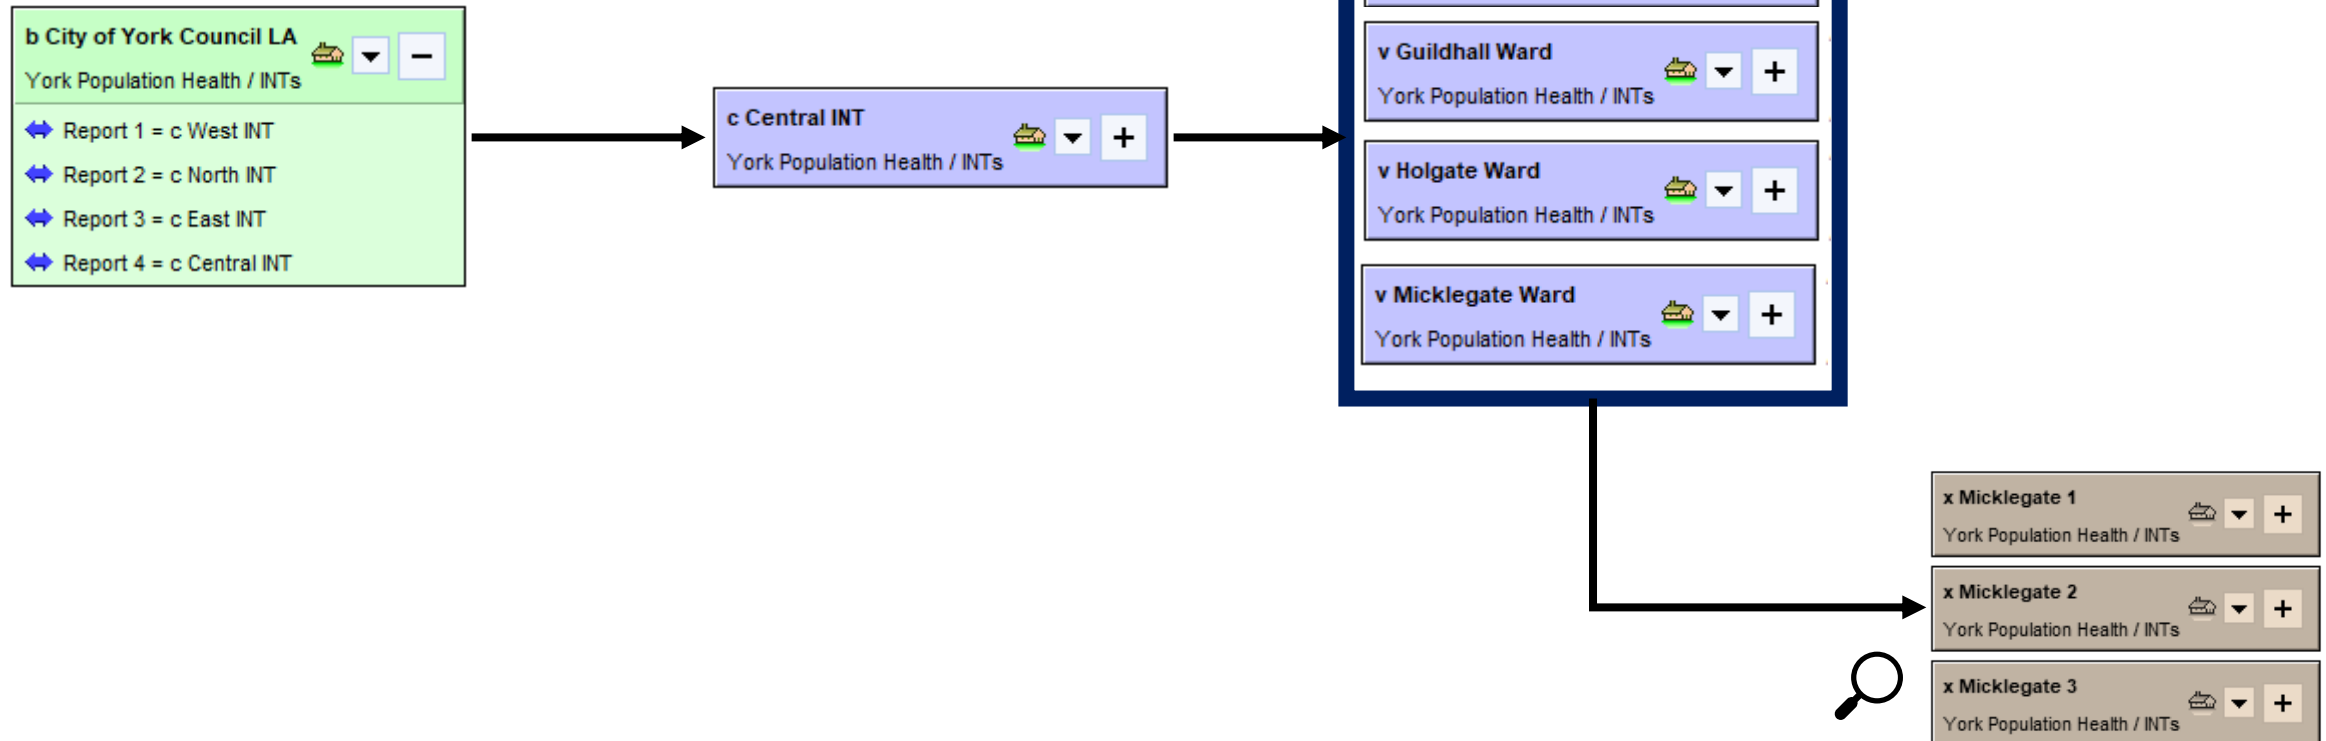 b City of York Council LA
York Population Health / INTs
Report 1 = c West INT
Report 2 = c North INT
Report 3 = c East INT
Report 4 = c Central INT
c Central INT
York Population Health / INTs
v Guildhall Ward
York Population Health / INTs
v Holgate Ward
York Population Health / INTs
v Micklegate Ward
York Population Health / INTs
x Micklegate 1
York Population Health / INTs
x Micklegate 2
York Population Health / INTs
x Micklegate 3
York Population Health / INTs